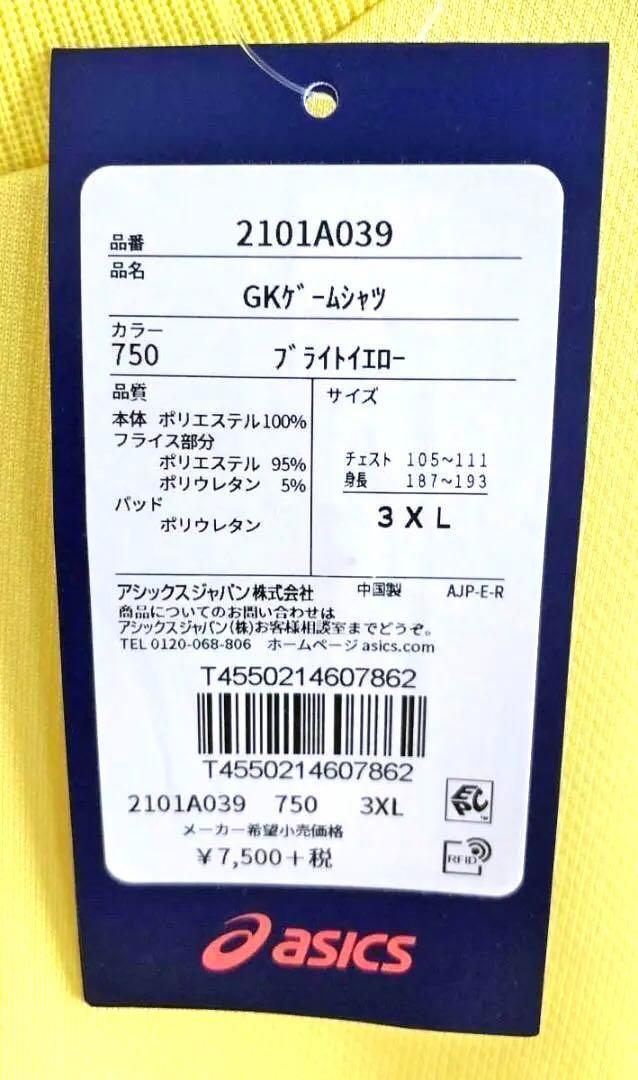 品番 2101A039
品名
GKｹﾞｰﾑｼｬﾂ
カラー
750 ﾌﾞﾗｲﾄｲｴﾛｰ
品質
本体 ポリエステル100%
フライス部分
ポリエステル 95%
ポリウレタン 5%
パッド
ポリウレタン
サイズ
チェスト 105~111
身長 187~193
3XL
アシックスジャパン株式会社 中国製 AJP-E-R
商品についてのお問い合わせは
アシックスジャパン(株)お客様相談室までどうぞ。
TEL 0120-068-806 ホームページasics.com
T4550214607862
T4550214607862
2101A039 750 3XL
メーカー希望小売価格
¥7,500+税
EPC
TM
RFID
asics